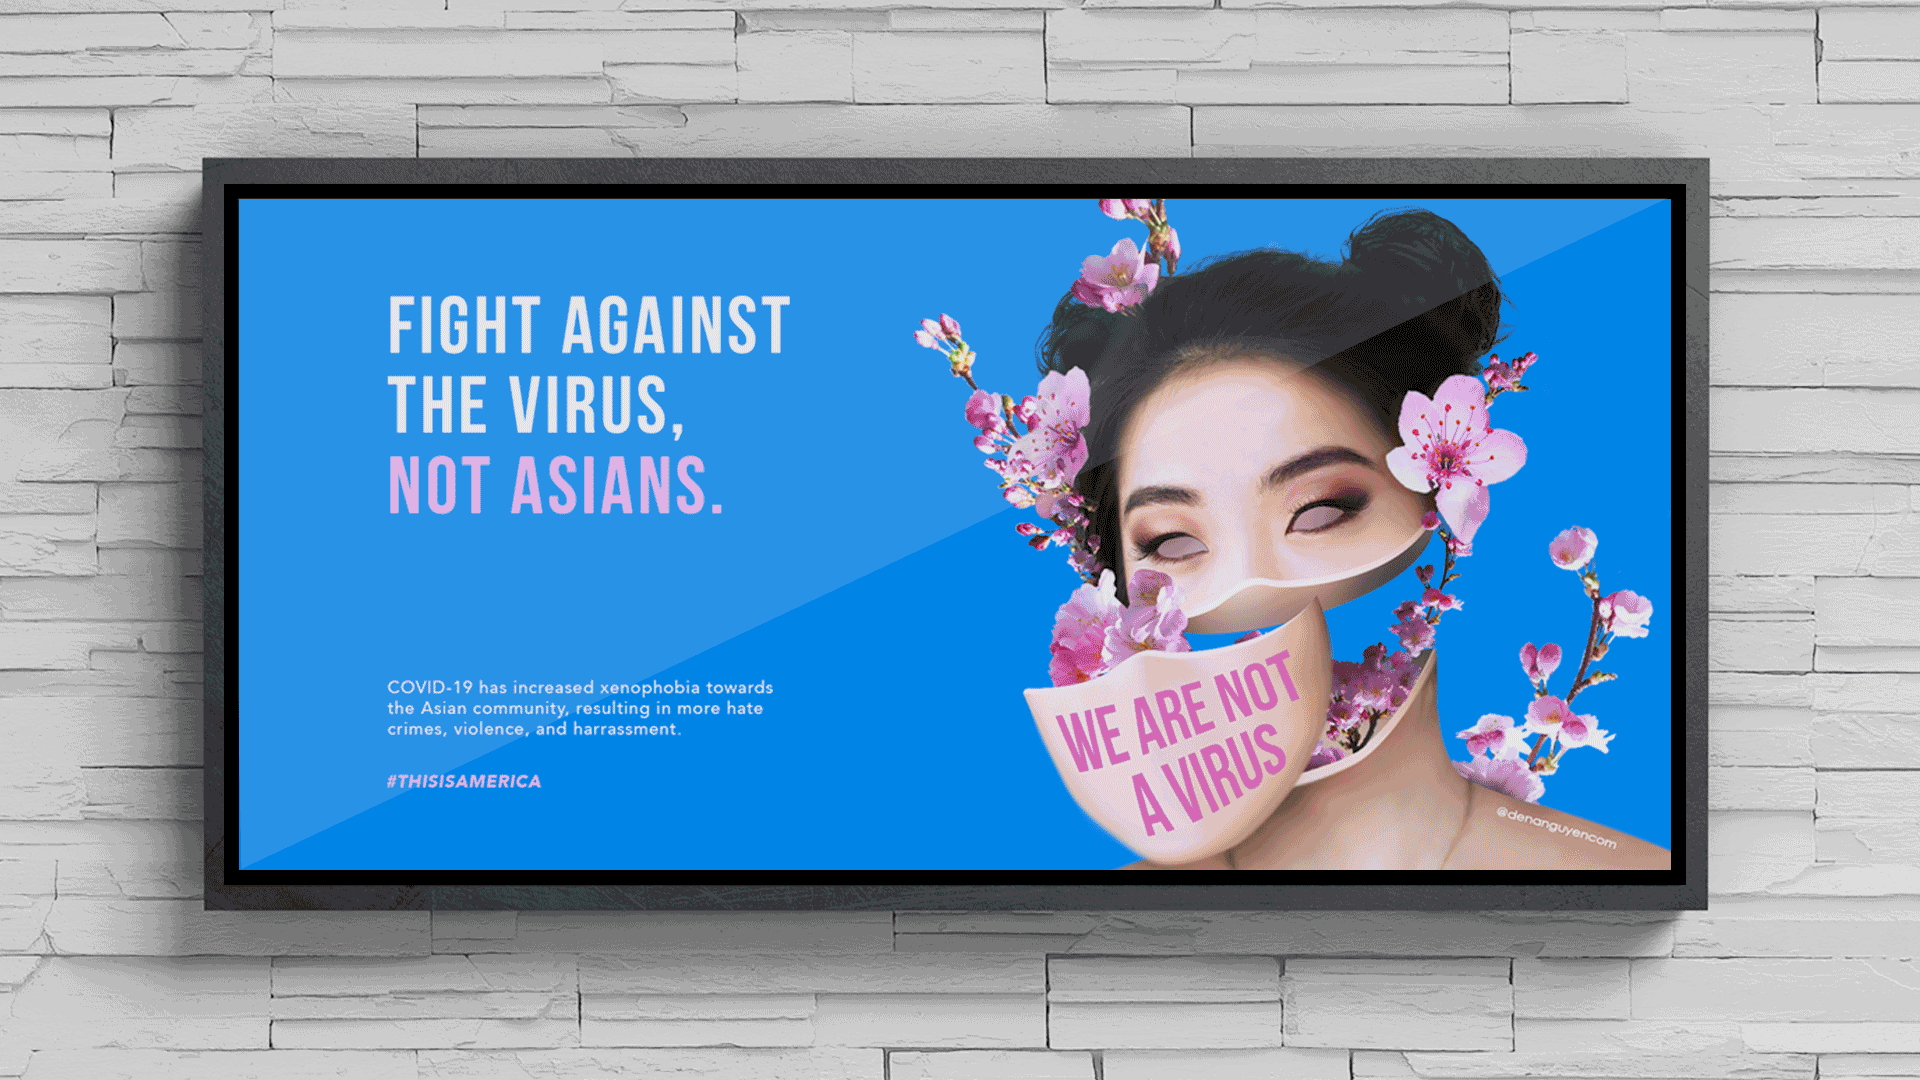 FIGHT AGAINST
THE VIRUS,
NOT ASIANS.
COVID-19 has increased xenophobia towards
the Asian community, resulting in more hate
crimes, violence, and harrassment.
#THISISAMERICA
WE ARE NOT
A VIRUS
@denanguyencom